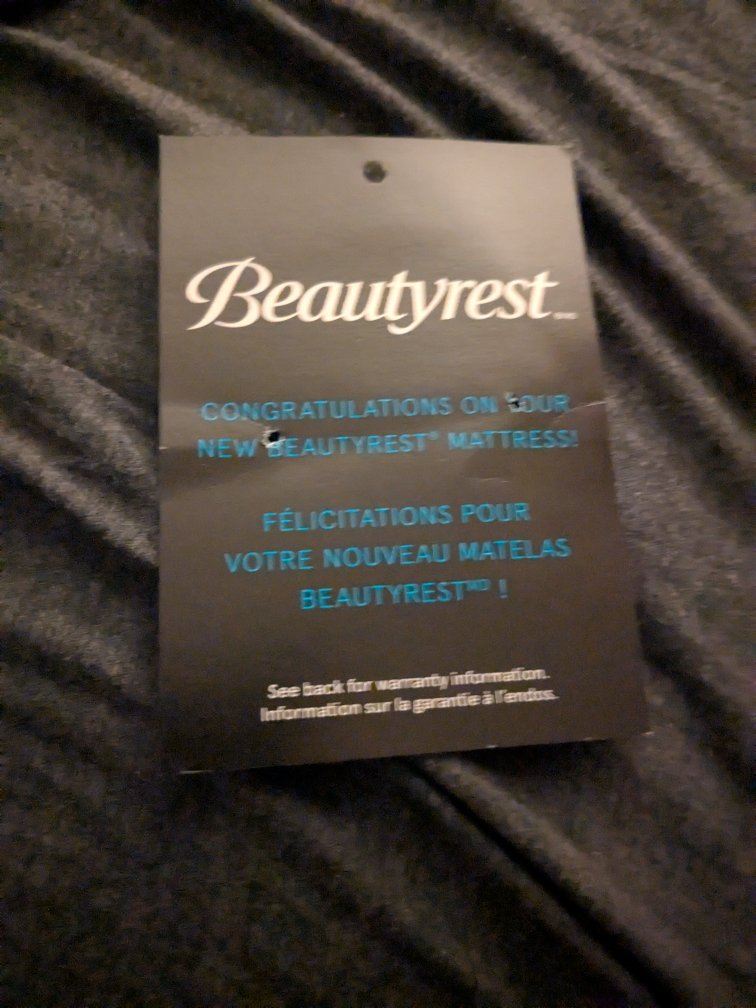 Beautyrest
CONGRATULATIONS ON YOUR
NEW BEAUTYREST® MATTRESS!
FÉLICITATIONS POUR
VOTRE NOUVEAU MATELAS
BEAUTYRESTᴹᴰ !
See back for warranty information.
Information sur la garantie à l'endos.